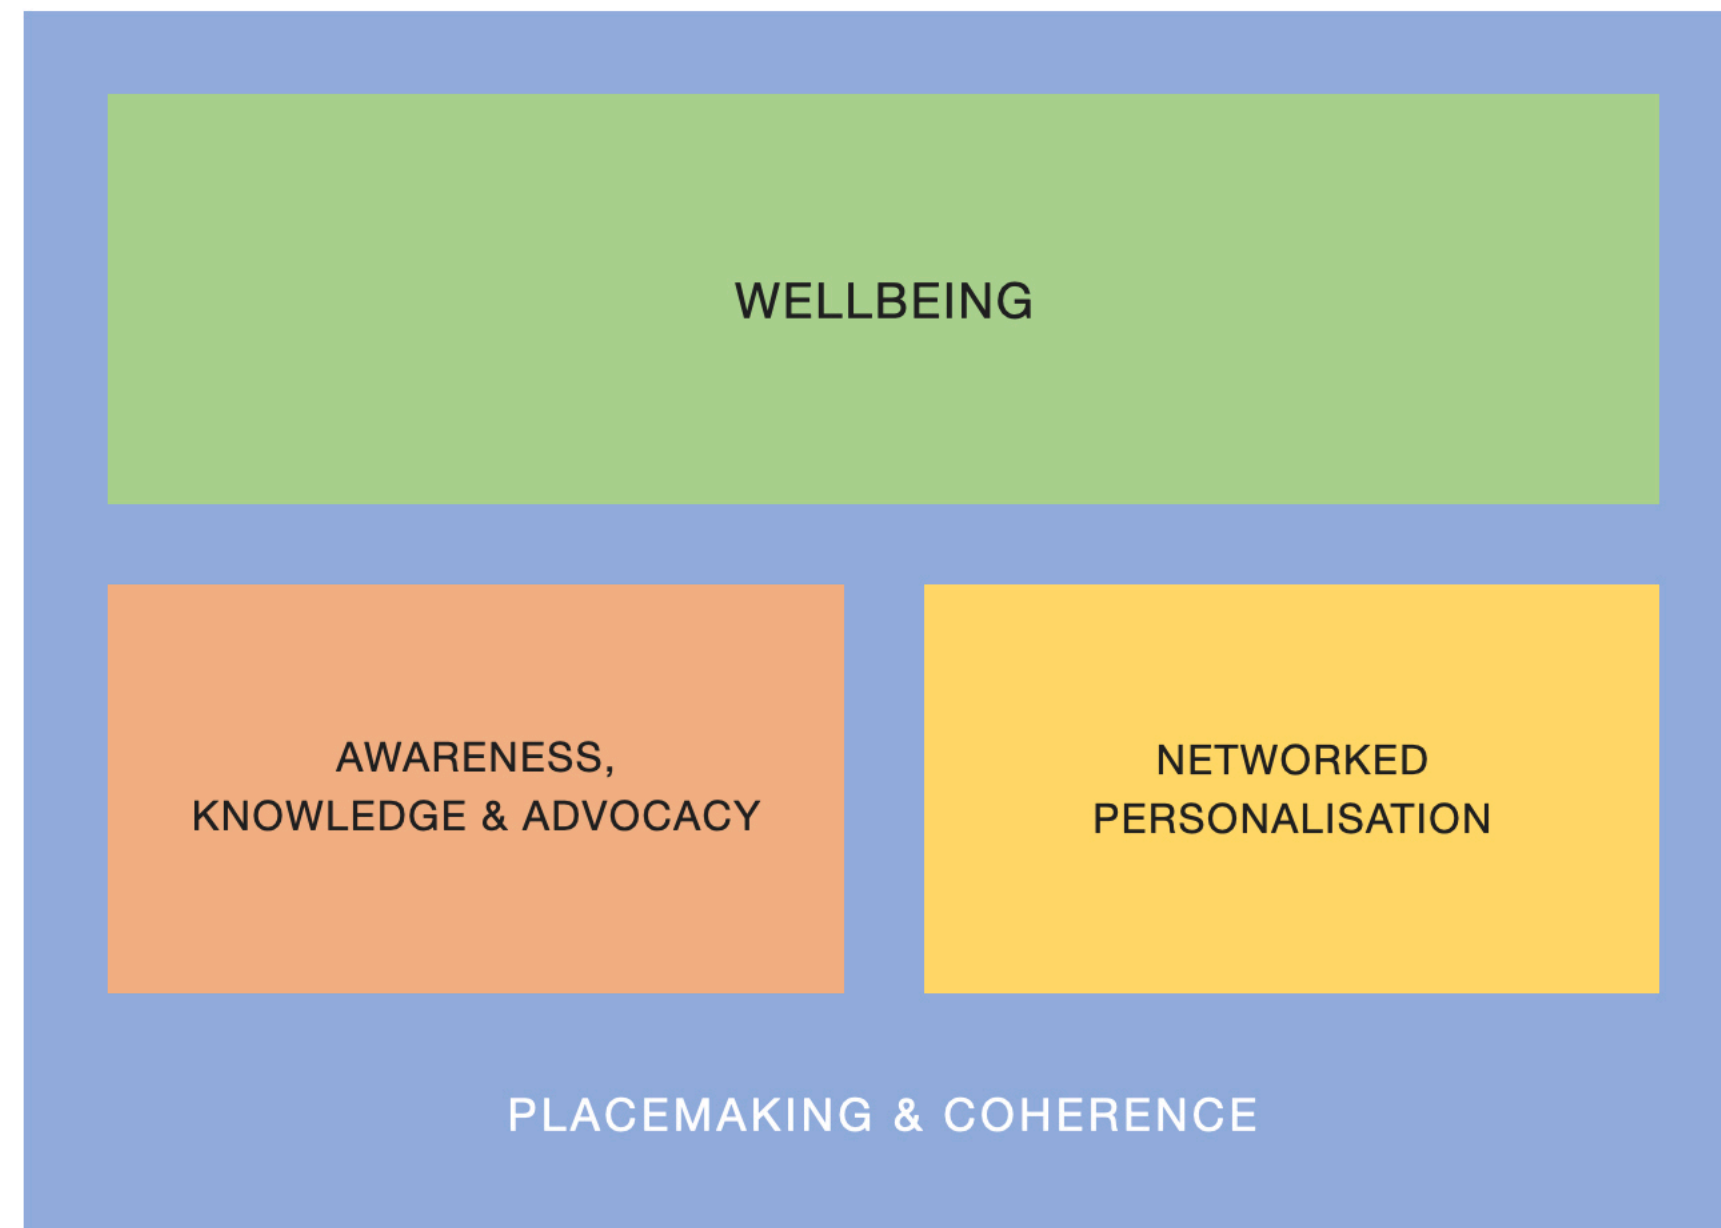 WELLBEING
AWARENESS,
KNOWLEDGE & ADVOCACY
NETWORKED
PERSONALISATION
PLACEMAKING & COHERENCE